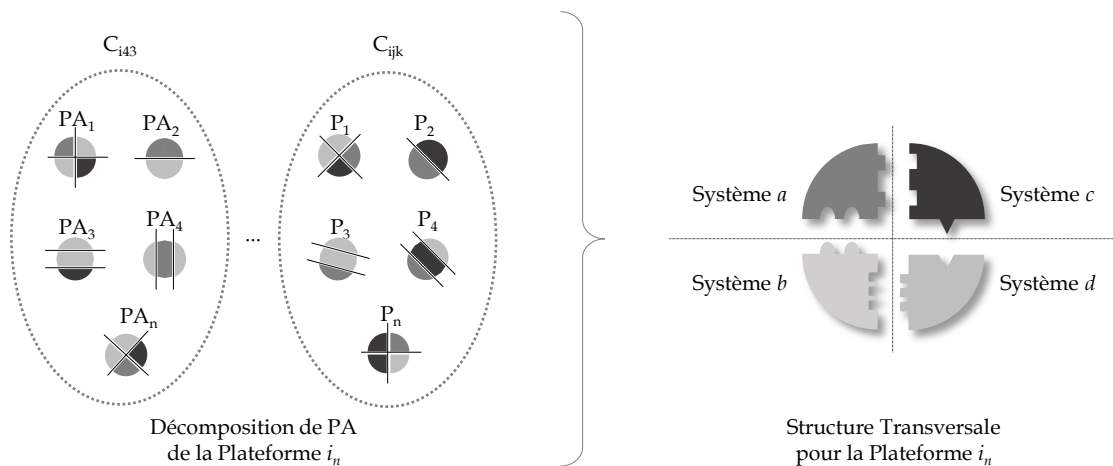 C_i43
C_ijk
PA_1
PA_2
P_1
P_2
PA_3
PA_4
...
P_3
P_4
PA_n
P_n
Décomposition de PA
de la Plateforme i_n
Système a
Système c
Système b
Système d
Structure Transversale
pour la Plateforme i_n